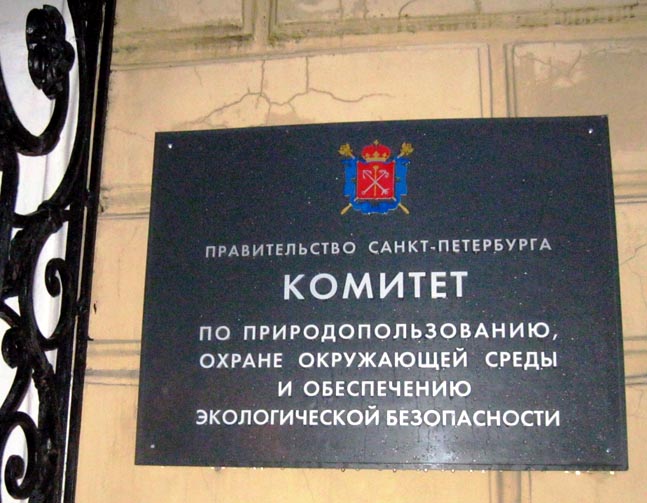 ПРАВИТЕЛЬСТВО САНКТ-ПЕТЕРБУРГА
КОМИТЕТ
ПО ПРИРОДОПОЛЬЗОВАНИЮ,
ОХРАНЕ ОКРУЖАЮЩЕЙ СРЕДЫ
И ОБЕСПЕЧЕНИЮ
ЭКОЛОГИЧЕСКОЙ БЕЗОПАСНОСТИ